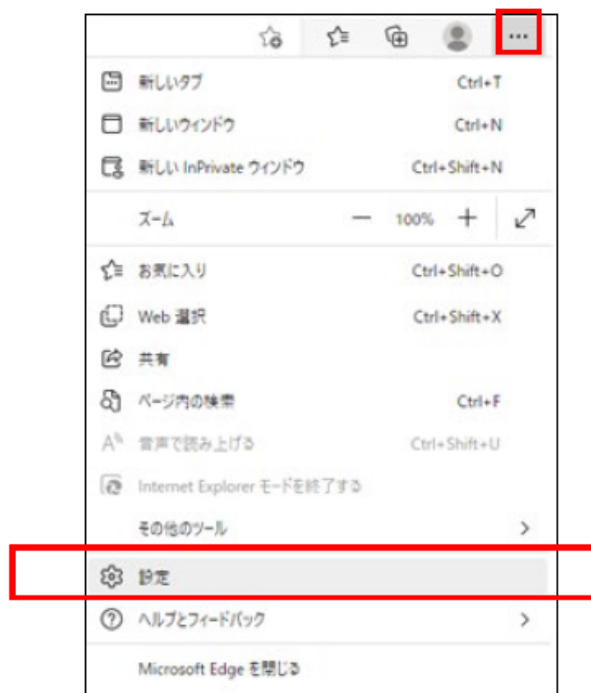 新しいタブ Ctrl+T
新しいウィンドウ Ctrl+N
新しい InPrivate ウィンドウ Ctrl+Shift+N
ズーム 100%
お気に入り Ctrl+Shift+O
Web 選択 Ctrl+Shift+X
共有
ページ内の検索 Ctrl+F
音声で読み上げる Ctrl+Shift+U
Internet Explorer モードを終了する
その他のツール
設定
ヘルプとフィードバック
Microsoft Edge を閉じる